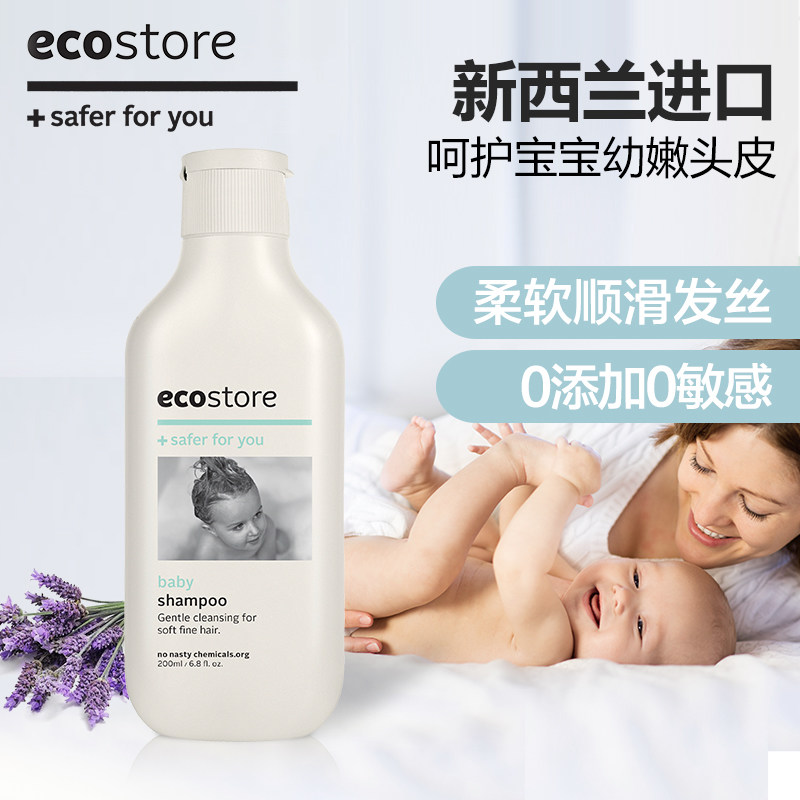 ecostore
+ safer for you
新西兰进口
呵护宝宝幼嫩头皮
柔软顺滑发丝
0添加0敏感
ecostore
+ safer for you
baby
shampoo
Gentle cleansing for
soft fine hair.
no nasty chemicals.org
200ml / 6.8 fl. oz.